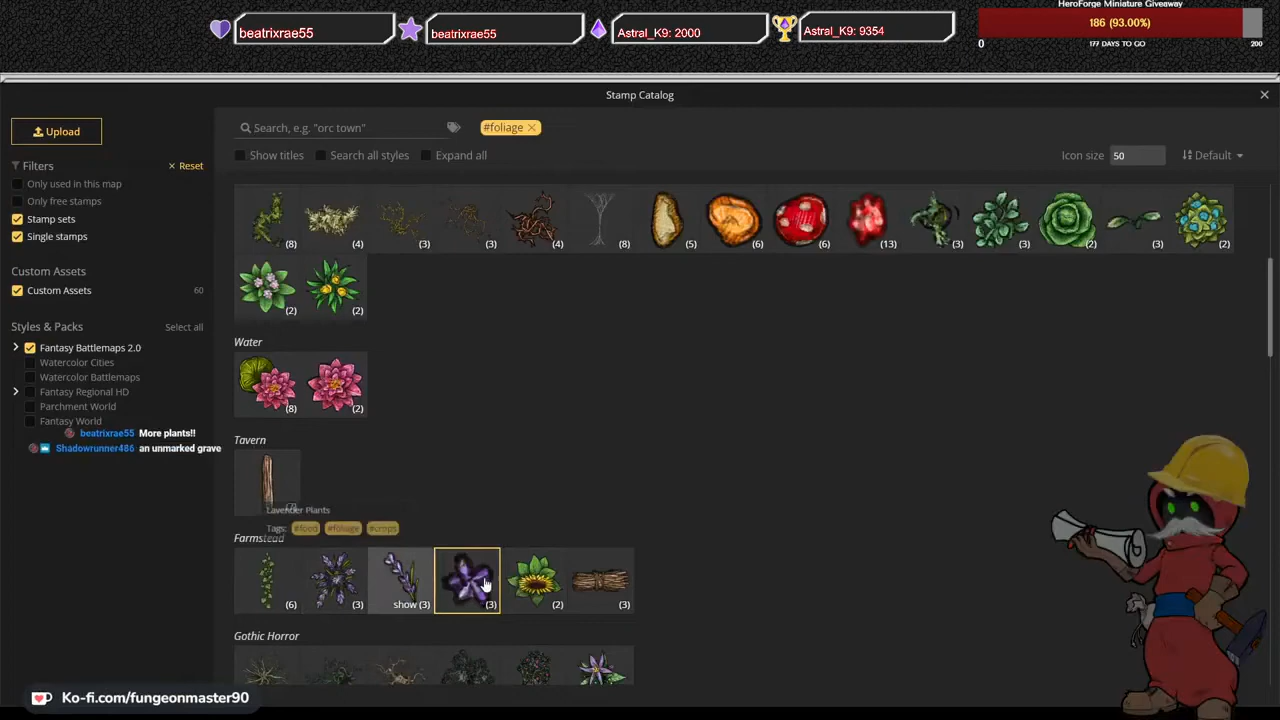 HeroForge Miniature Giveaway
beatrixrae55
beatrixrae55
Astral_K9: 2000
Astral_K9: 9354
186 (93.00%)
0
177 DAYS TO GO
200
Stamp Catalog
Upload
Search, e.g. "orc town"
#foliage
Show titles
Search all styles
Expand all
Icon size
50
Default
Filters
Reset
Only used in this map
Only free stamps
Stamp sets
Single stamps
Custom Assets
Custom Assets
60
Styles & Packs
Select all
Fantasy Battlemaps 2.0
Watercolor Cities
Watercolor Battlemaps
Fantasy Regional HD
Parchment World
Fantasy World
beatrixrae55 More plants!!
Shadowrunner486 an unmarked grave
(8) (4) (3) (3) (4) (8) (5) (6) (6) (13) (3) (3) (2) (3) (2)
(2) (2)
Water
(8) (2)
Tavern
Lavender Plants
Tags: #food #foliage #crops
Farmstead
(6) (3) show (3) (3) (2) (3)
Gothic Horror
Ko-fi.com/fungeonmaster90